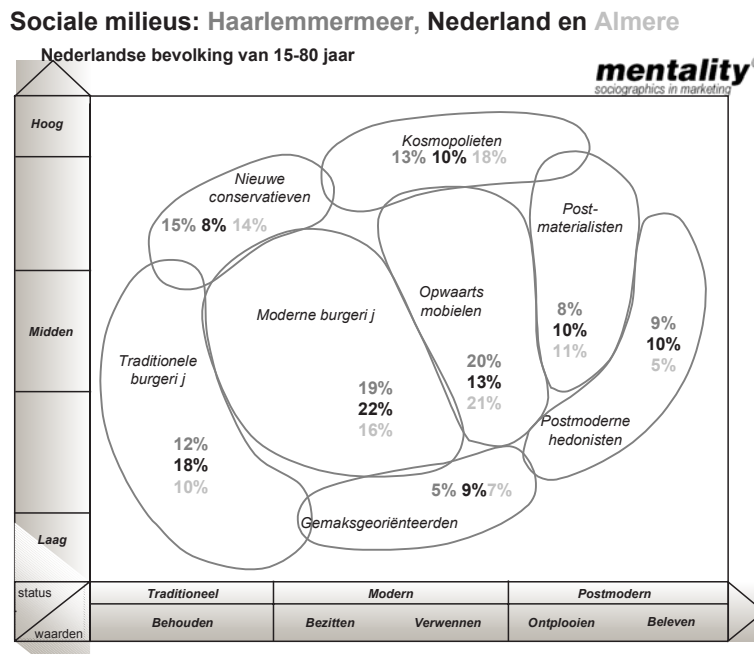 Sociale milieus: Haarlemmermeer, Nederland en Almere
Nederlandse bevolking van 15-80 jaar
mentality
sociographics in marketing
Hoog
Kosmopolieten
13% 10% 18%
Nieuwe
conservatieven
15% 8% 14%
Post-
materialisten
8%
10%
11%
Opwaarts
mobielen
20%
13%
21%
Moderne burgeri j
19%
22%
16%
9%
10%
5%
Postmoderne
hedonisten
Midden
Traditionele
burgeri j
12%
18%
10%
5% 9%7%
Gemaksgeoriënteerden
Laag
status
waarden
Traditioneel
Modern
Postmodern
Behouden
Bezitten
Verwennen
Ontplooien
Beleven